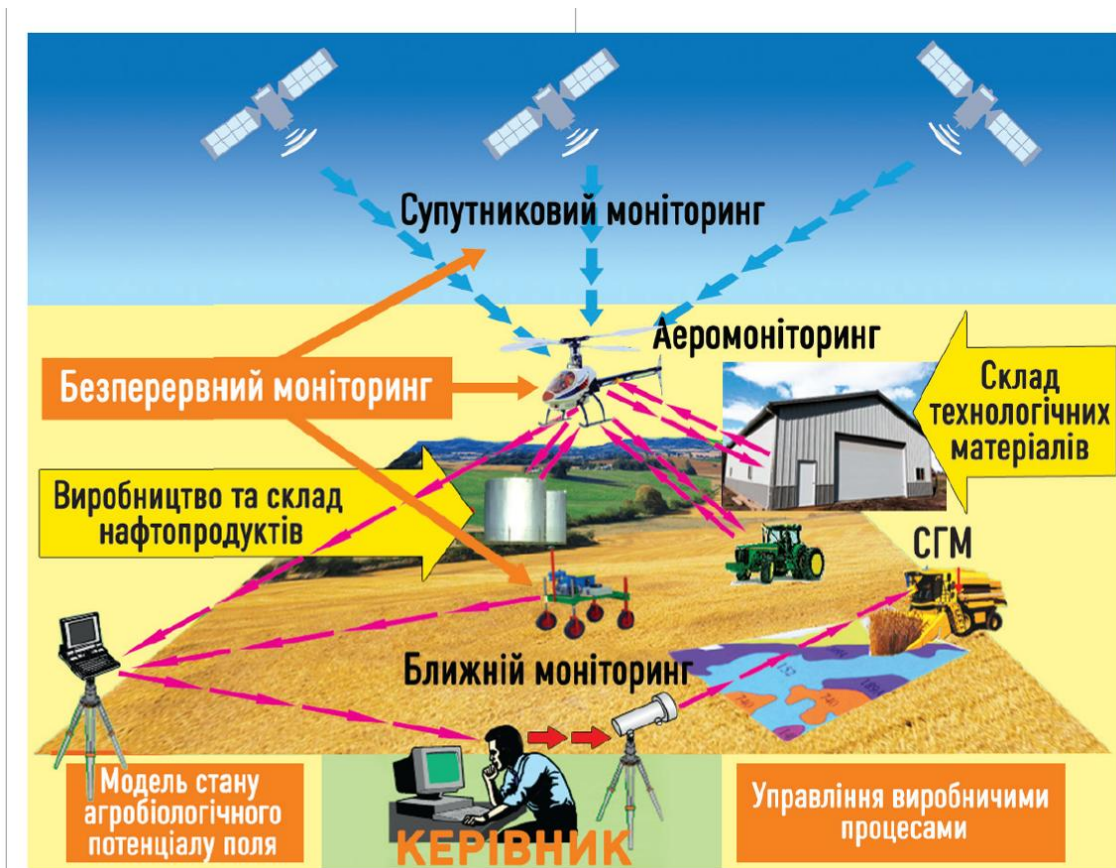 Супутниковий моніторинг
Аеромоніторинг
Безперервний моніторинг
Склад
технологічних
матеріалів
Виробництво та склад
нафтопродуктів
СГМ
Ближній моніторинг
Модель стану
агробіологічного
потенціалу поля
КЕРІВНИК
Управління виробничими
процесами